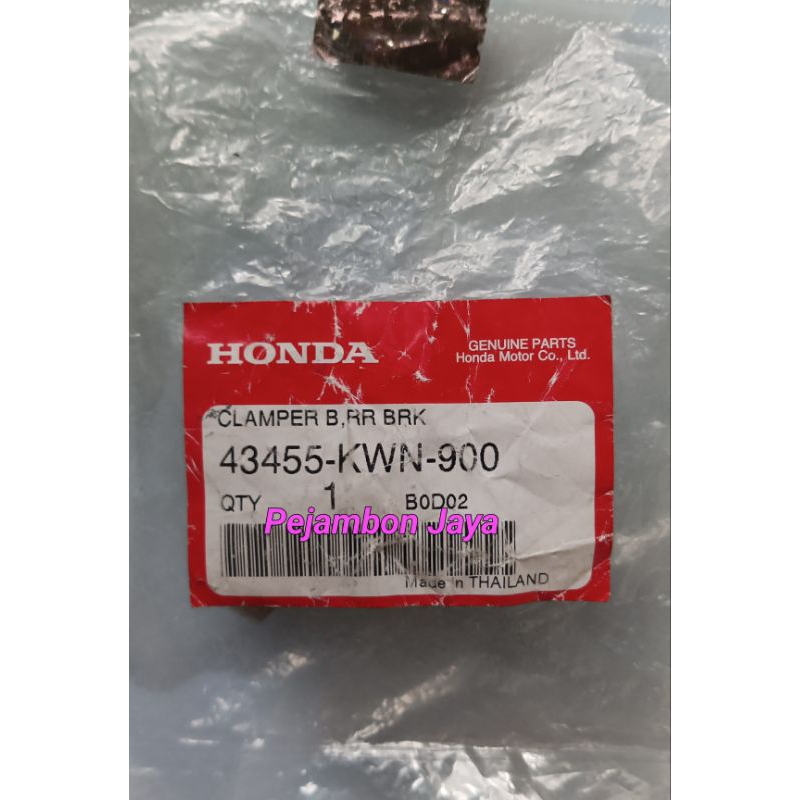 HONDA
GENUINE PARTS
Honda Motor Co., Ltd.
CLAMPER B,RR BRK
43455-KWN-900
QTY 1 B0D02
Pejambon Jaya
Made in THAILAND